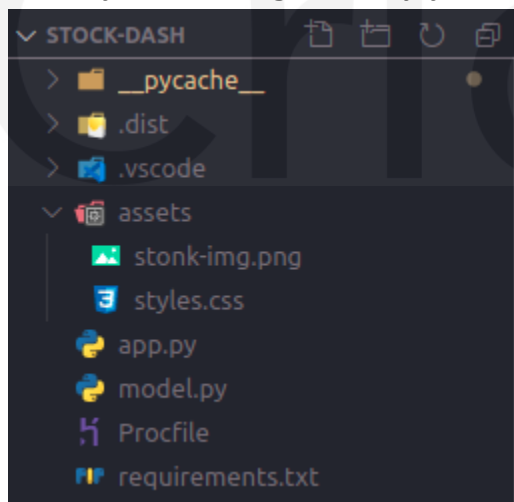 STOCK-DASH
__pycache__
.dist
.vscode
assets
stonk-img.png
styles.css
app.py
model.py
Procfile
requirements.txt